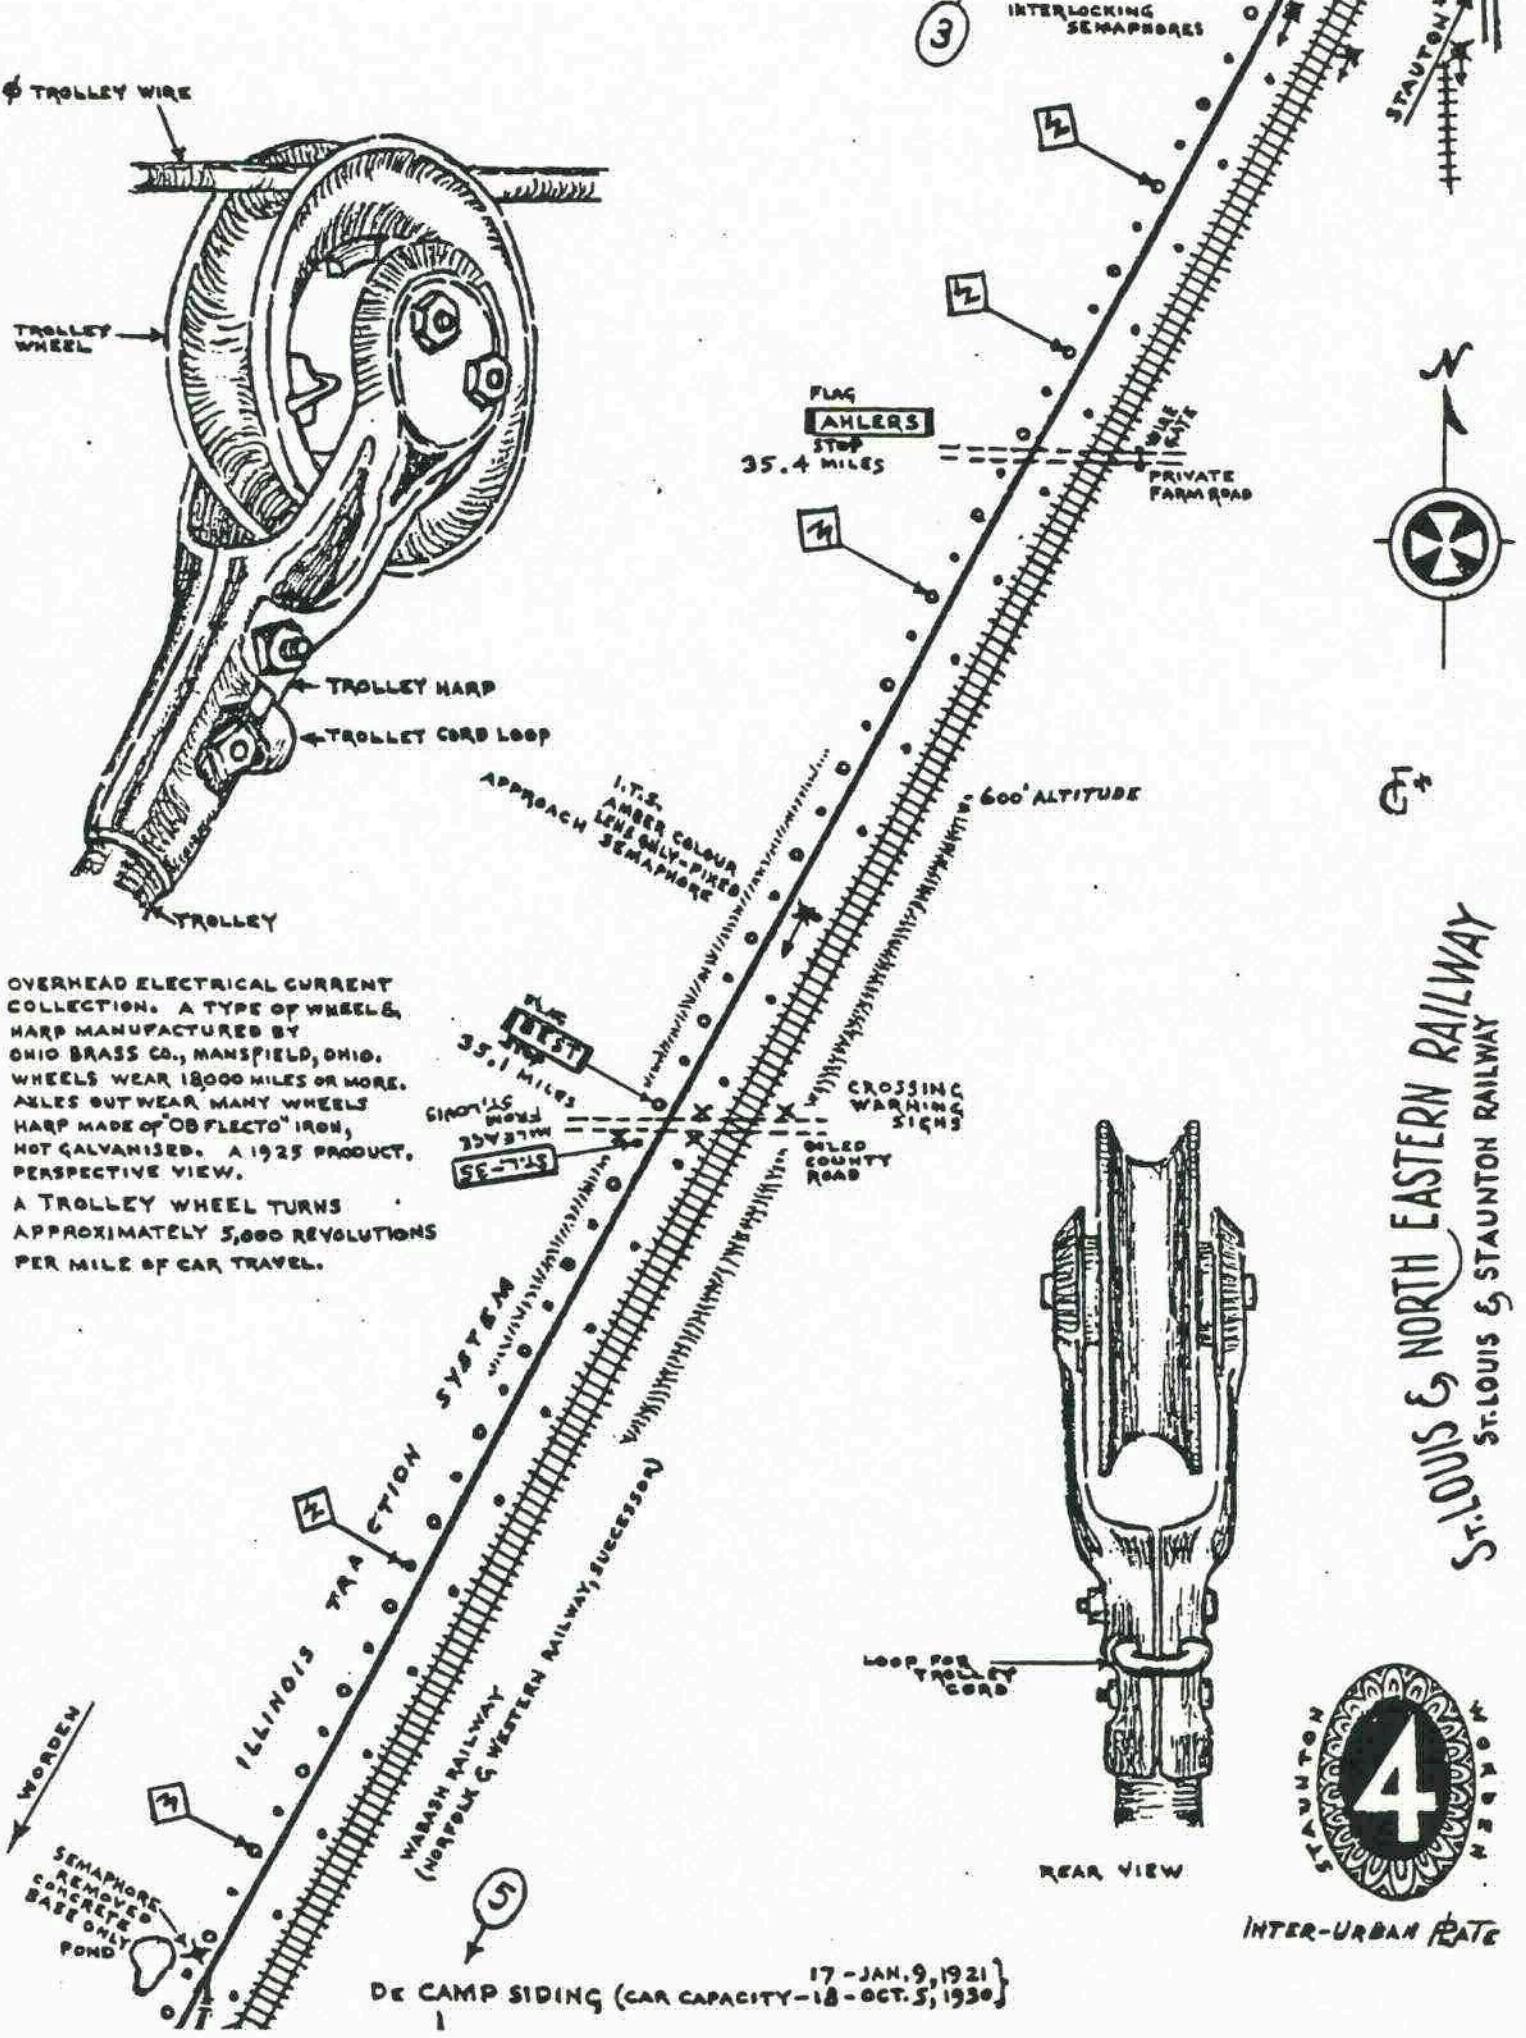 3
INTERLOCKING
SEMAPHORES
STAUTON
TROLLEY WIRE
TROLLEY
WHEEL
FLAG
AHLERS
STOP
35.4 MILES
WIRE
GATE
PRIVATE
FARM ROAD
N
TROLLEY HARP
TROLLEY CORD LOOP
TROLLEY
I.T.S.
AMBER COLOUR
LENS ONLY-FIXED
APPROACH SEMAPHORE
600' ALTITUDE
OVERHEAD ELECTRICAL CURRENT
COLLECTION. A TYPE OF WHEEL &
HARP MANUFACTURED BY
OHIO BRASS CO., MANSFIELD, OHIO.
WHEELS WEAR 18,000 MILES OR MORE.
AXLES OUT WEAR MANY WHEELS
HARP MADE OF "OB FLECTO" IRON,
HOT GALVANISED. A 1925 PRODUCT.
PERSPECTIVE VIEW.
A TROLLEY WHEEL TURNS
APPROXIMATELY 5,000 REVOLUTIONS
PER MILE OF CAR TRAVEL.
FLAG
BEST
STOP
35.1 MILES
MILEAGE
FROM
ST. LOUIS
ST.L-35
CROSSING
WARNING
SIGNS
OILED
COUNTY
ROAD
ILLINOIS TRACTION SYSTEM
WABASH RAILWAY
(NORFOLK & WESTERN RAILWAY, SUCCESSOR)
WORDEN
SEMAPHORE
REMOVED
CONCRETE
BASE ONLY
POND
5
DE CAMP SIDING (CAR CAPACITY-18-OCT. 5, 1930}
17-JAN. 9, 1921}
LOOP FOR
TROLLEY
CORD
REAR VIEW
ST. LOUIS & NORTH EASTERN RAILWAY
ST. LOUIS & STAUNTON RAILWAY
STAUNTON
4
WORDEN
INTER-URBAN PLATE